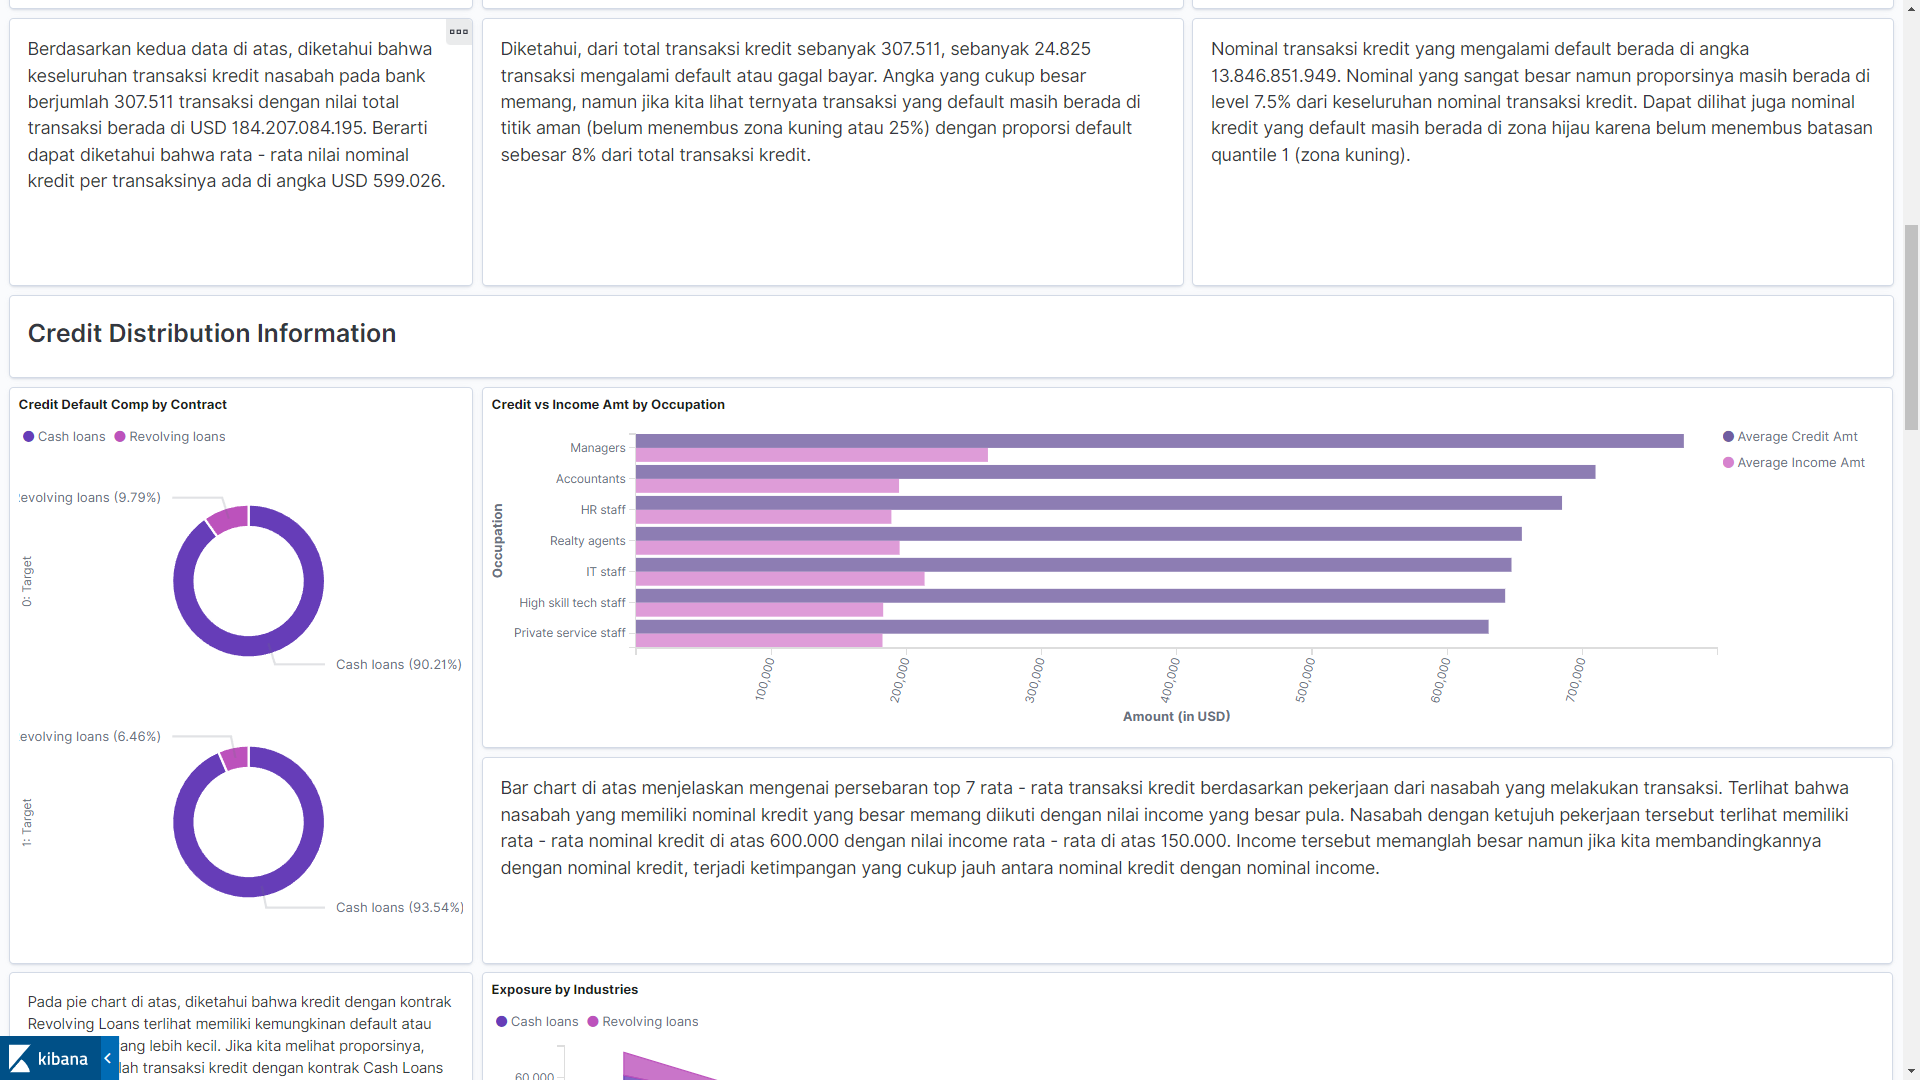 Berdasarkan kedua data di atas, diketahui bahwa
keseluruhan transaksi kredit nasabah pada bank
berjumlah 307.511 transaksi dengan nilai total
transaksi berada di USD 184.207.084.195. Berarti
dapat diketahui bahwa rata - rata nilai nominal
kredit per transaksinya ada di angka USD 599.026.
Diketahui, dari total transaksi kredit sebanyak 307.511, sebanyak 24.825
transaksi mengalami default atau gagal bayar. Angka yang cukup besar
memang, namun jika kita lihat ternyata transaksi yang default masih berada di
titik aman (belum menembus zona kuning atau 25%) dengan proporsi default
sebesar 8% dari total transaksi kredit.
Nominal transaksi kredit yang mengalami default berada di angka
13.846.851.949. Nominal yang sangat besar namun proporsinya masih berada di
level 7.5% dari keseluruhan nominal transaksi kredit. Dapat dilihat juga nominal
kredit yang default masih berada di zona hijau karena belum menembus batasan
quantile 1 (zona kuning).
Credit Distribution Information
Credit Default Comp by Contract
Cash loans Revolving loans
evolving loans (9.79%)
0: Target
Cash loans (90.21%)
evolving loans (6.46%)
1: Target
Cash loans (93.54%)
Credit vs Income Amt by Occupation
Average Credit Amt
Average Income Amt
Occupation
Managers
Accountants
HR staff
Realty agents
IT staff
High skill tech staff
Private service staff
100,000 200,000 300,000 400,000 500,000 600,000 700,000
Amount (in USD)
Bar chart di atas menjelaskan mengenai persebaran top 7 rata - rata transaksi kredit berdasarkan pekerjaan dari nasabah yang melakukan transaksi. Terlihat bahwa
nasabah yang memiliki nominal kredit yang besar memang diikuti dengan nilai income yang besar pula. Nasabah dengan ketujuh pekerjaan tersebut terlihat memiliki
rata - rata nominal kredit di atas 600.000 dengan nilai income rata - rata di atas 150.000. Income tersebut memanglah besar namun jika kita membandingkannya
dengan nominal kredit, terjadi ketimpangan yang cukup jauh antara nominal kredit dengan nominal income.
Pada pie chart di atas, diketahui bahwa kredit dengan kontrak
Revolving Loans terlihat memiliki kemungkinan default atau
ang lebih kecil. Jika kita melihat proporsinya,
lah transaksi kredit dengan kontrak Cash Loans
kibana
Exposure by Industries
Cash loans Revolving loans
60,000